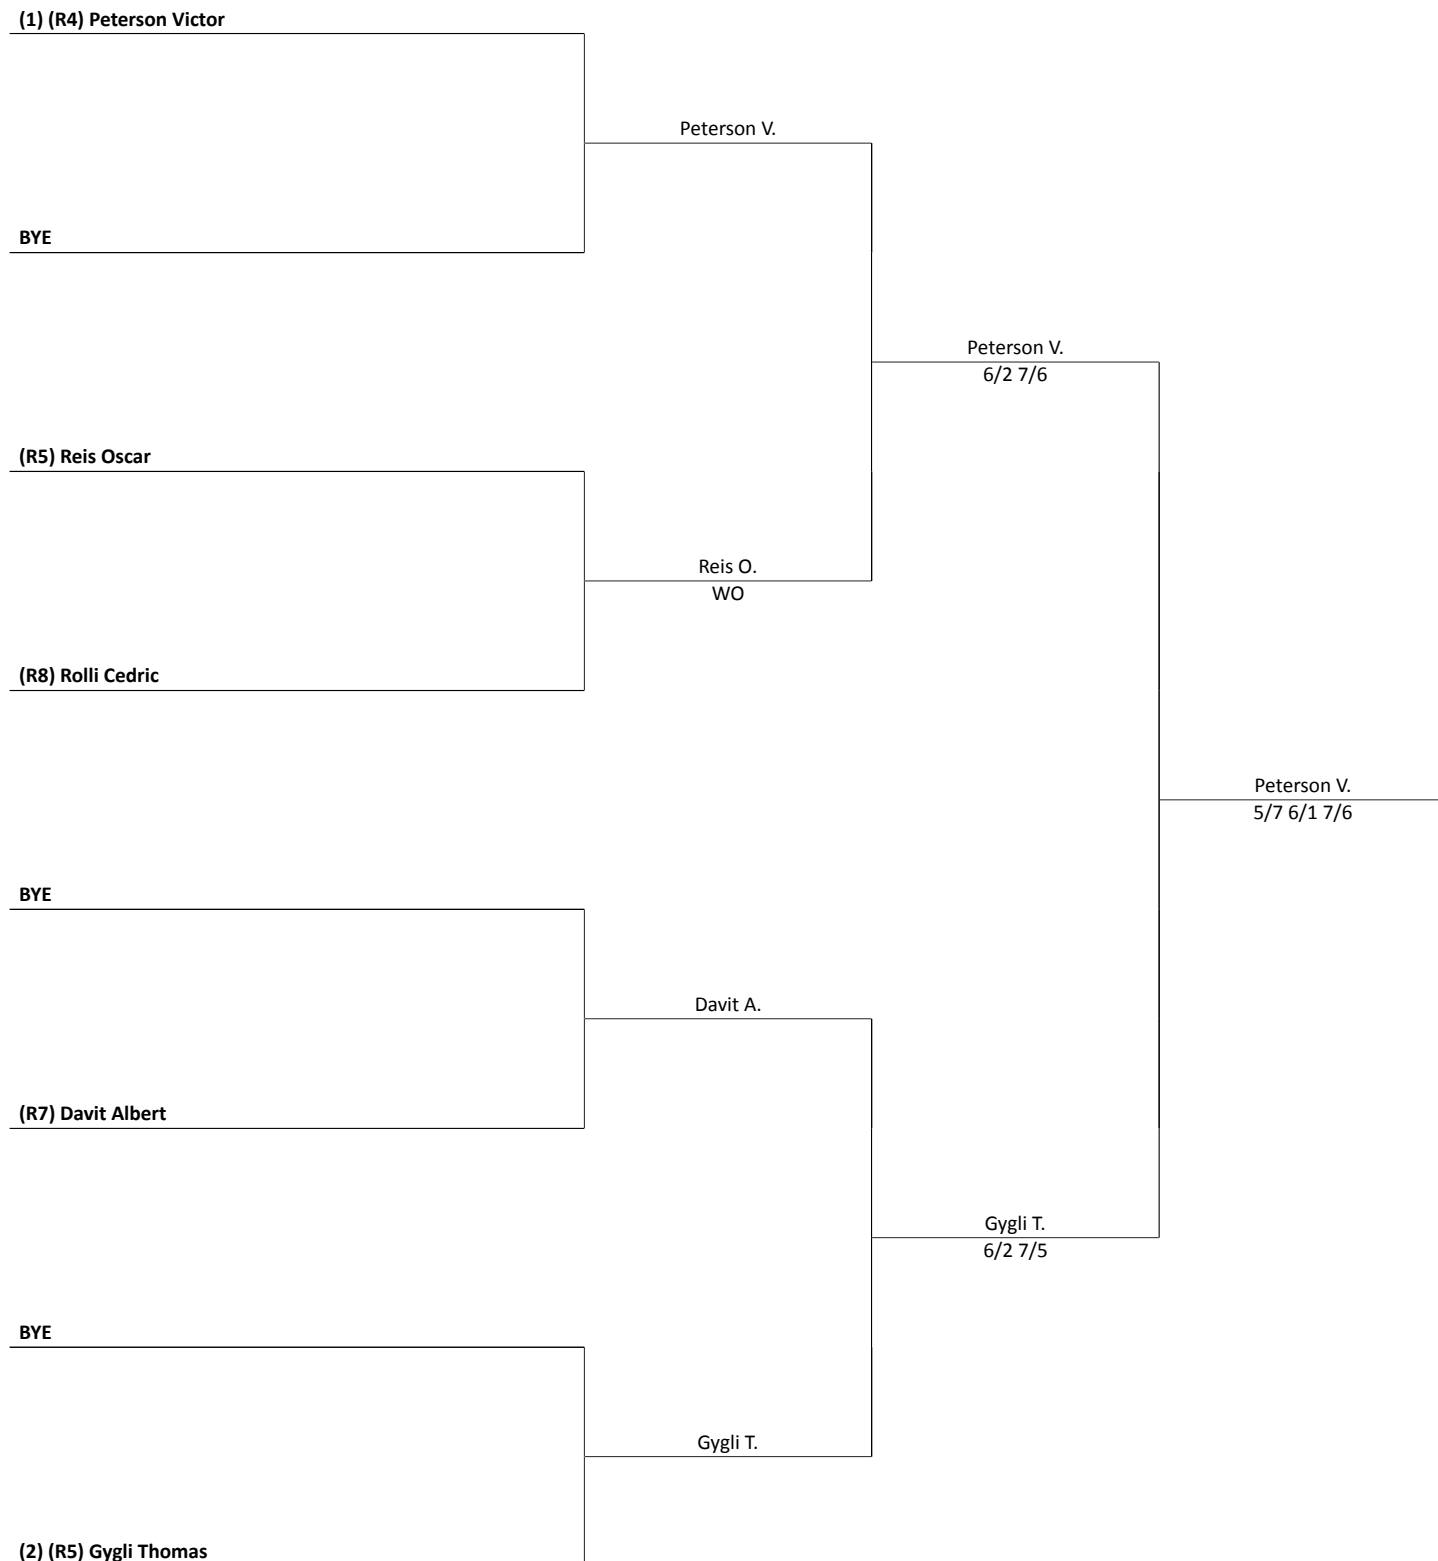 (1) (R4) Peterson Victor
Peterson V.
BYE
Peterson V.
6/2 7/6
(R5) Reis Oscar
Reis O.
WO
(R8) Rolli Cedric
Peterson V.
5/7 6/1 7/6
BYE
Davit A.
(R7) Davit Albert
Gygli T.
6/2 7/5
BYE
Gygli T.
(2) (R5) Gygli Thomas